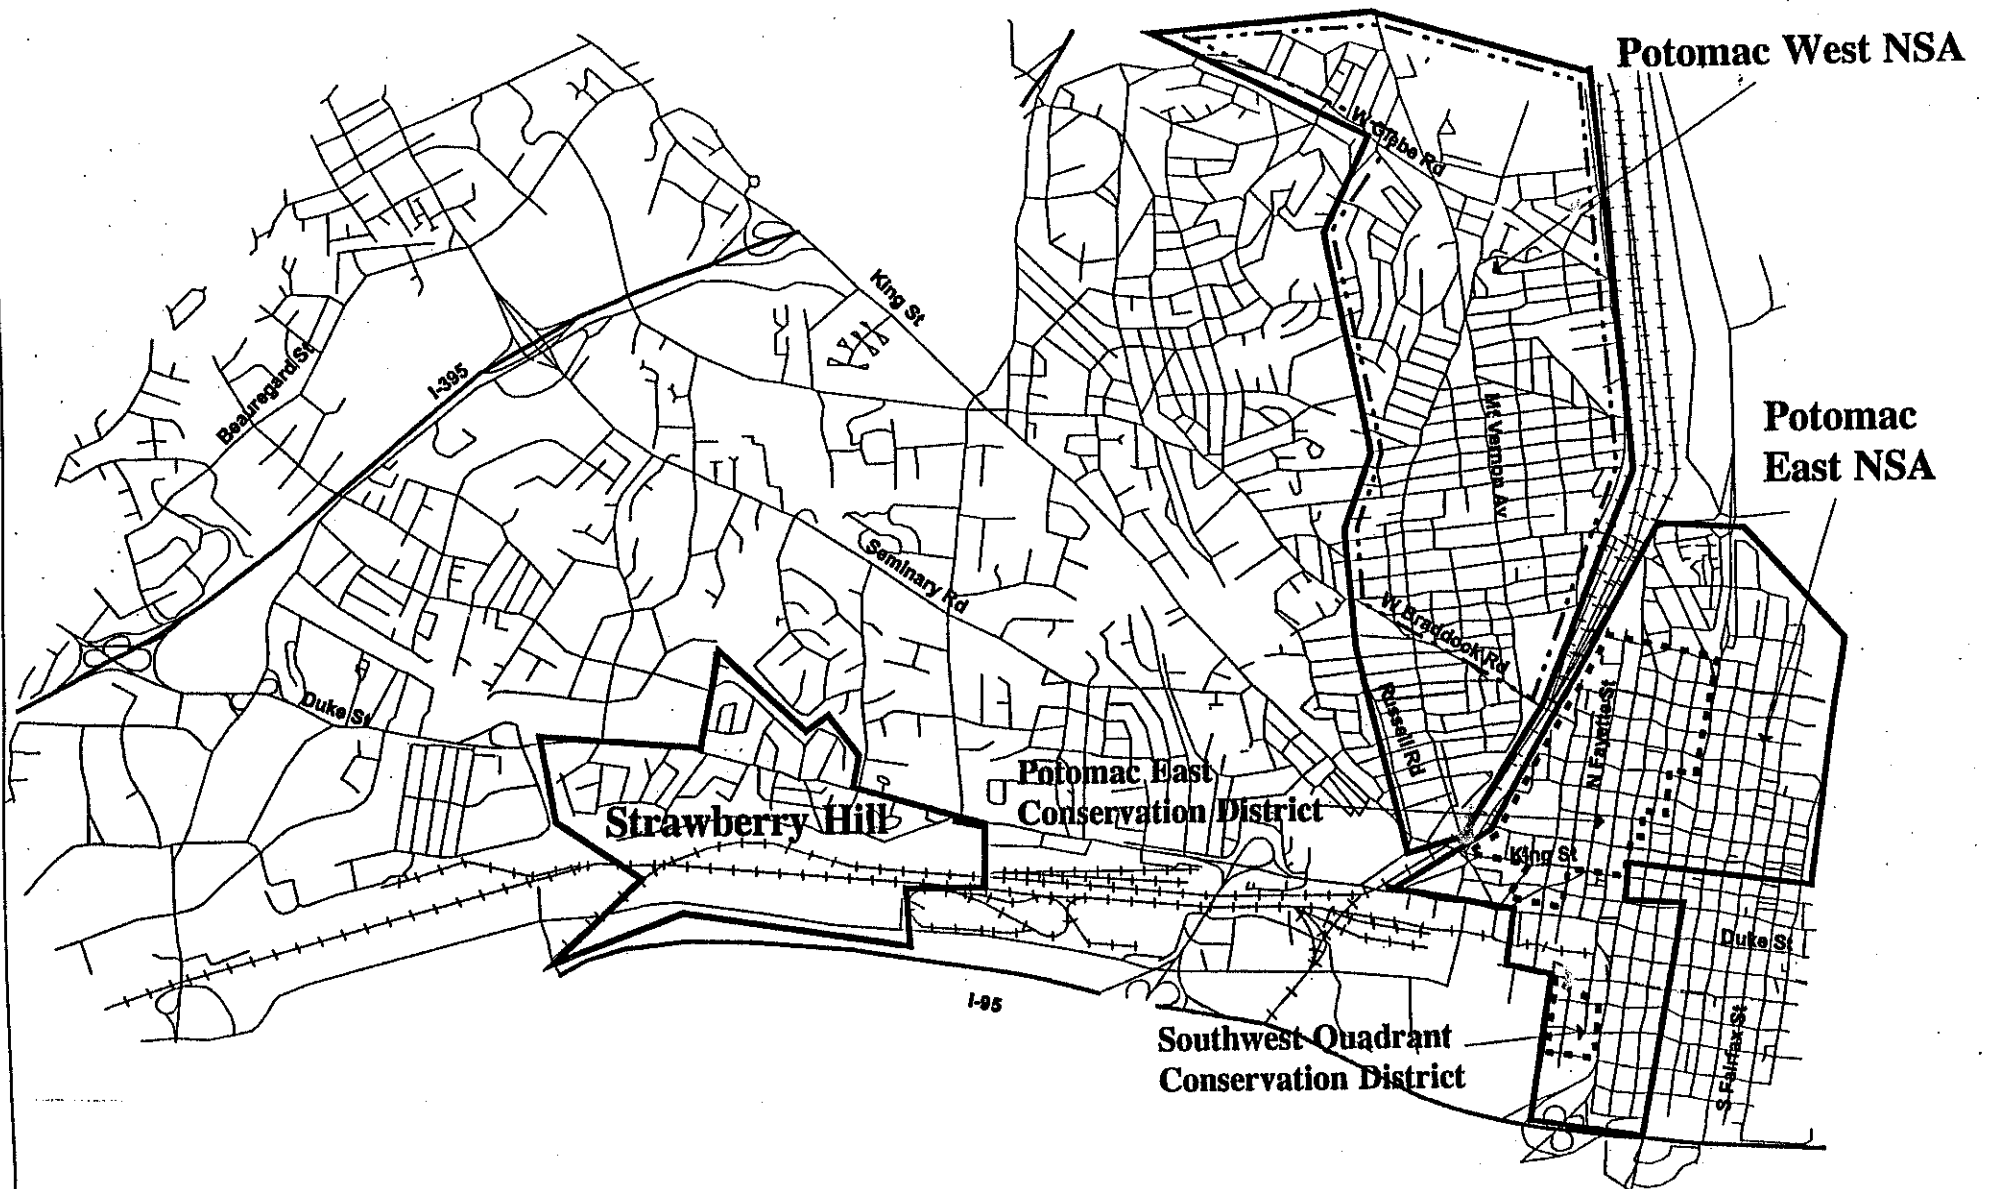 Potomac West NSA
W Glebe Rd
King St
Beauregard St
I-395
Potomac
East NSA
Mt Vernon Av
Seminary Rd
W Braddock Rd
Duke St
Russell Rd
N Fayette St
Potomac East
Conservation District
Strawberry Hill
King St
Duke St
I-95
S Fairfax St
Southwest Quadrant
Conservation District